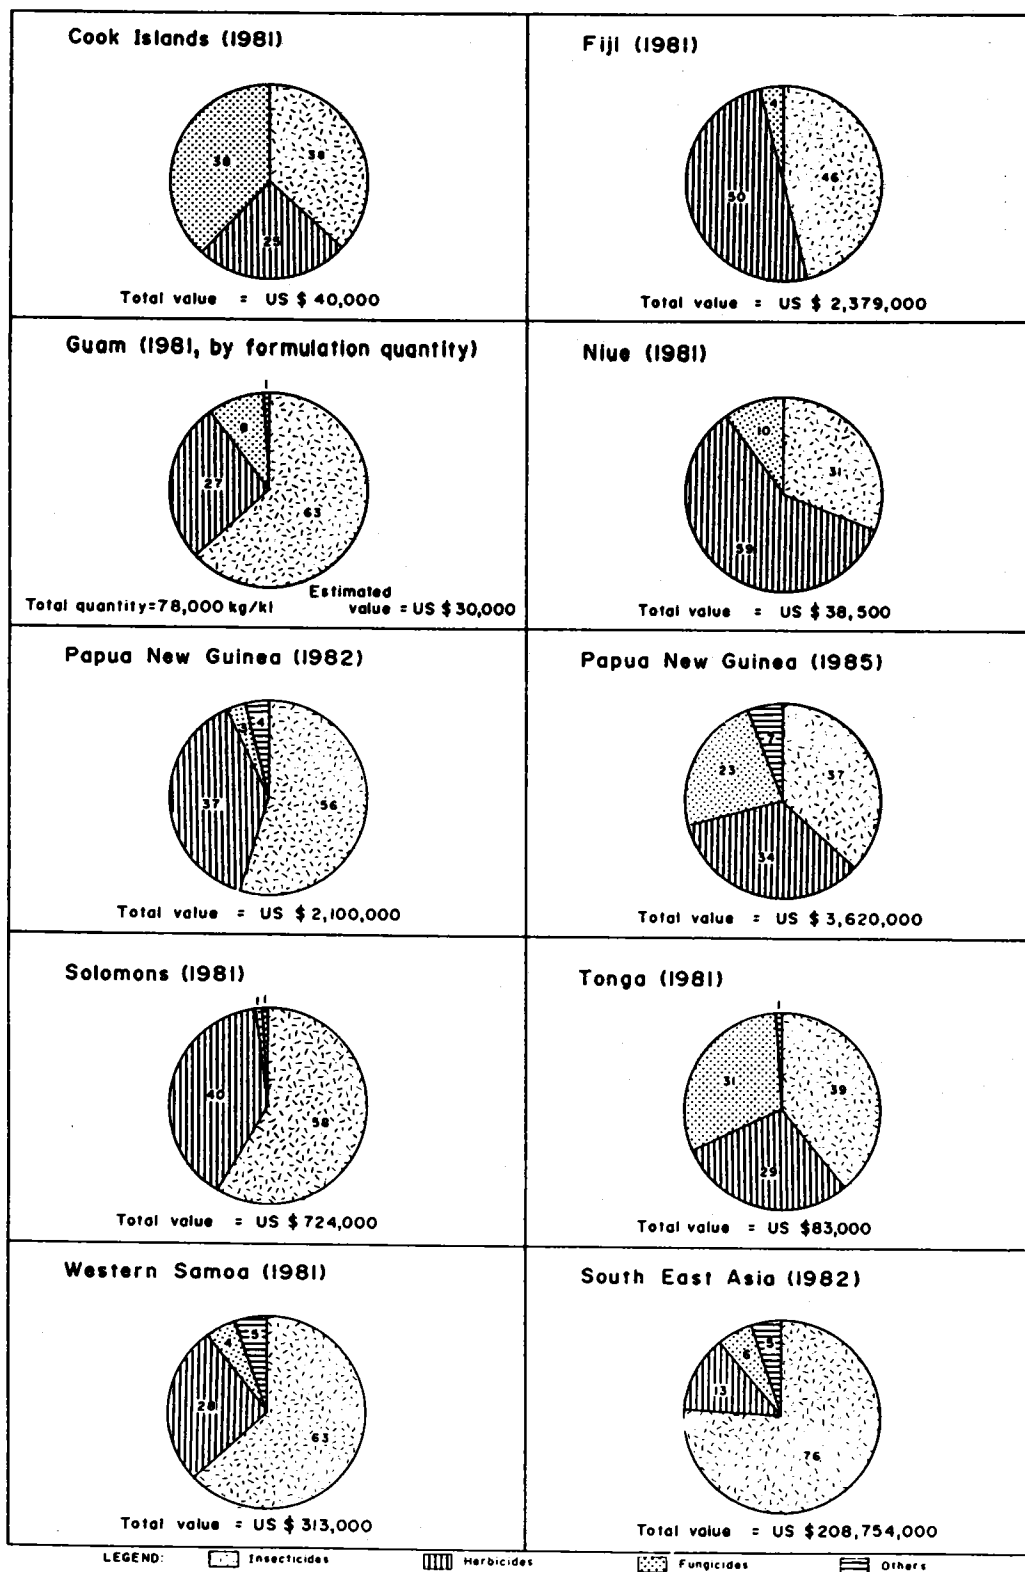 Cook Islands (1981)
38
38
25
Total value = US $ 40,000
Fiji (1981)
4
46
50
Total value = US $ 2,379,000
Guam (1981, by formulation quantity)
1
27
63
Estimated
Total quantity=78,000 kg/kl value = US $ 30,000
Niue (1981)
10
31
59
Total value = US $ 38,500
Papua New Guinea (1982)
3 4
37
56
Total value = US $ 2,100,000
Papua New Guinea (1985)
7
23
37
34
Total value = US $ 3,620,000
Solomons (1981)
1 1
40
58
Total value = US $ 724,000
Tonga (1981)
1
31
39
29
Total value = US $83,000
Western Samoa (1981)
4 5
28
63
Total value = US $ 313,000
South East Asia (1982)
6 5
13
76
Total value = US $208,754,000
LEGEND: Insecticides Herbicides Fungicides Others